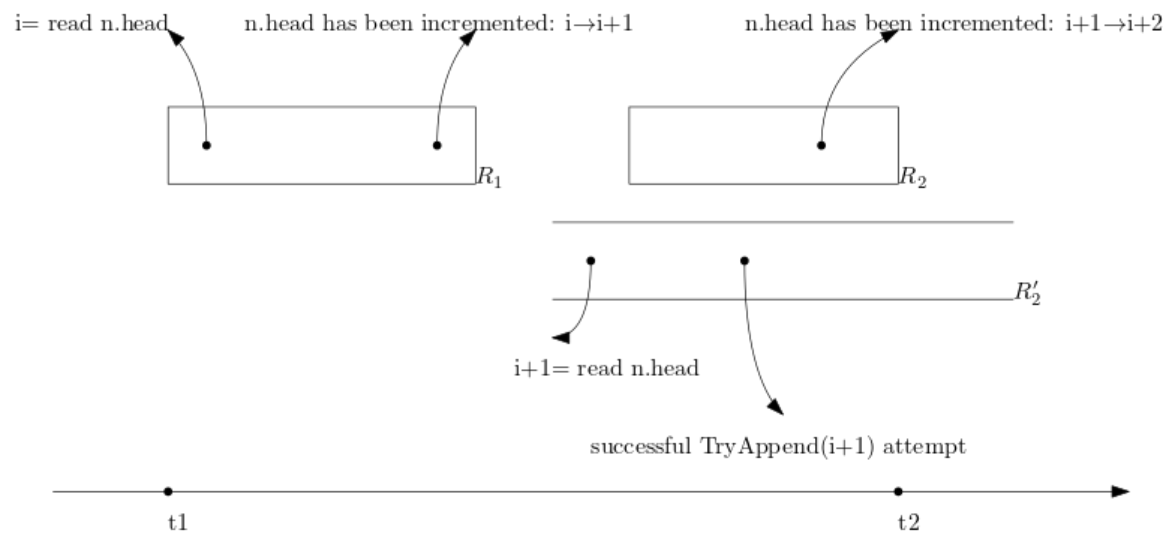 i= read n.head
n.head has been incremented: i→i+1
n.head has been incremented: i+1→i+2
R₁
R₂
R′₂
i+1= read n.head
successful TryAppend(i+1) attempt
t1
t2